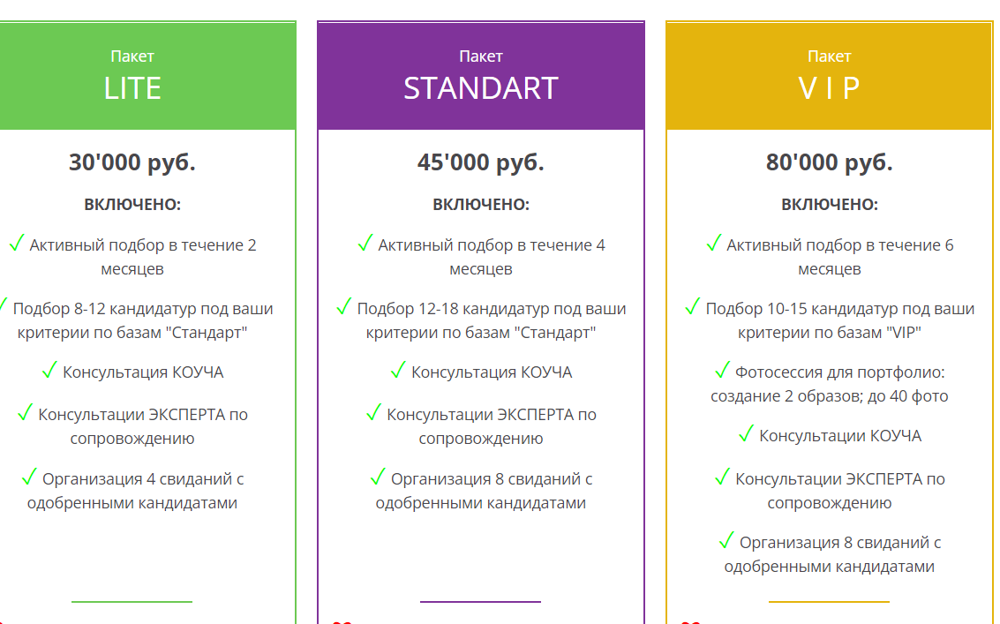 Пакет
LITE
30'000 руб.
ВКЛЮЧЕНО:
✓ Активный подбор в течение 2
месяцев
✓ Подбор 8-12 кандидатур под ваши
критерии по базам "Стандарт"
✓ Консультация КОУЧА
✓ Консультации ЭКСПЕРТА по
сопровождению
✓ Организация 4 свиданий с
одобренными кандидатами
Пакет
STANDART
45'000 руб.
ВКЛЮЧЕНО:
✓ Активный подбор в течение 4
месяцев
✓ Подбор 12-18 кандидатур под ваши
критерии по базам "Стандарт"
✓ Консультация КОУЧА
✓ Консультации ЭКСПЕРТА по
сопровождению
✓ Организация 8 свиданий с
одобренными кандидатами
Пакет
V I P
80'000 руб.
ВКЛЮЧЕНО:
✓ Активный подбор в течение 6
месяцев
✓ Подбор 10-15 кандидатур под ваши
критерии по базам "VIP"
✓ Фотосессия для портфолио:
создание 2 образов; до 40 фото
✓ Консультации КОУЧА
✓ Консультации ЭКСПЕРТА по
сопровождению
✓ Организация 8 свиданий с
одобренными кандидатами